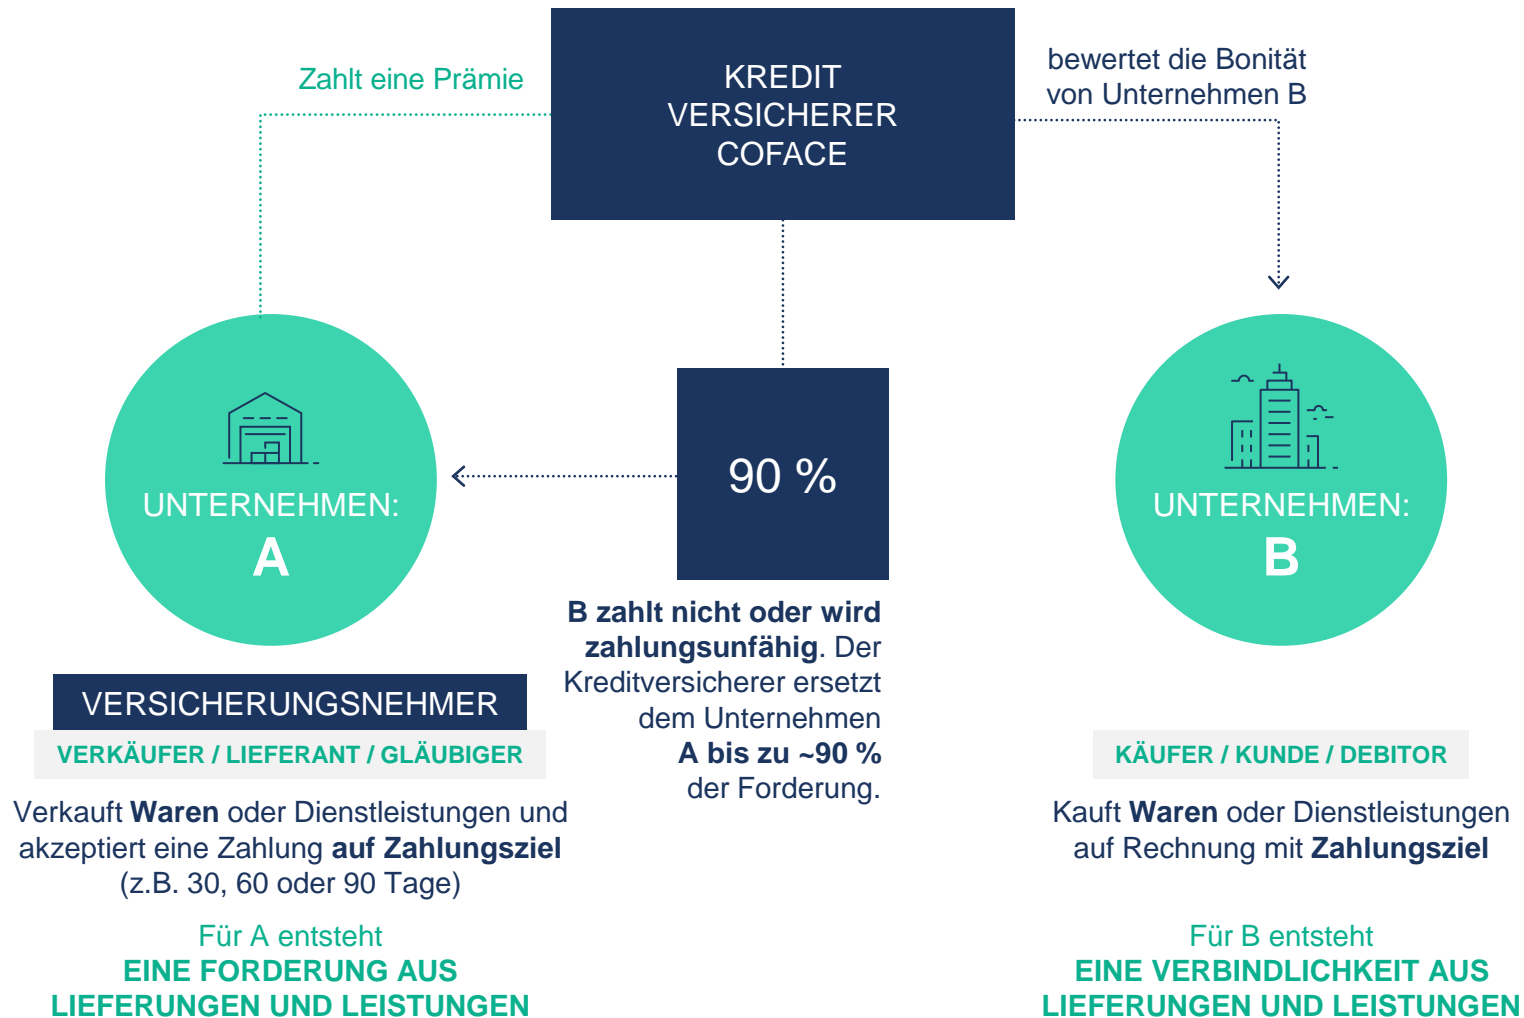 Zahlt eine Prämie
KREDIT
VERSICHERER
COFACE
bewertet die Bonität
von Unternehmen B
UNTERNEHMEN:
A
90 %
UNTERNEHMEN:
B
B zahlt nicht oder wird
zahlungsunfähig. Der
Kreditversicherer ersetzt
dem Unternehmen
A bis zu ~90 %
der Forderung.
VERSICHERUNGSNEHMER
VERKÄUFER / LIEFERANT / GLÄUBIGER
Verkauft Waren oder Dienstleistungen und
akzeptiert eine Zahlung auf Zahlungsziel
(z.B. 30, 60 oder 90 Tage)
Für A entsteht
EINE FORDERUNG AUS
LIEFERUNGEN UND LEISTUNGEN
KÄUFER / KUNDE / DEBITOR
Kauft Waren oder Dienstleistungen
auf Rechnung mit Zahlungsziel
Für B entsteht
EINE VERBINDLICHKEIT AUS
LIEFERUNGEN UND LEISTUNGEN